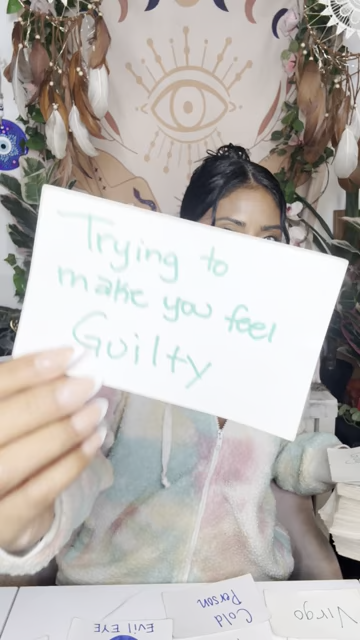 Trying to
make you feel
Guilty
Cold
Person
Virgo
EVIL EYE